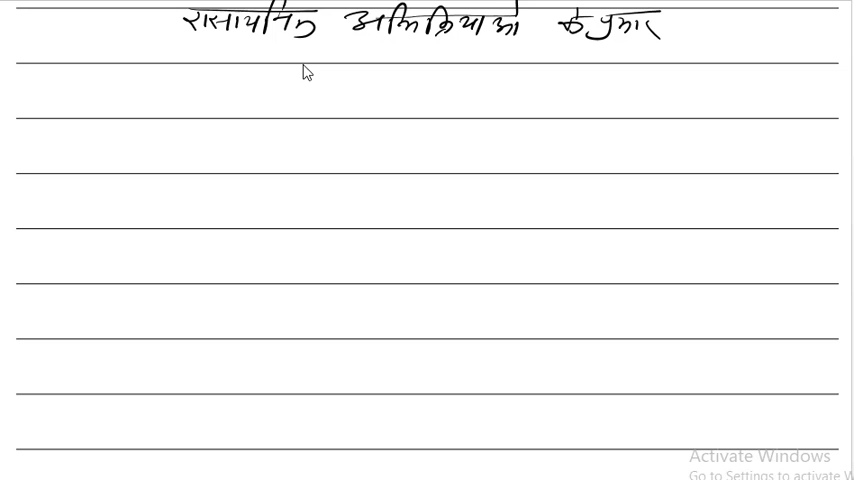 रासायनिक अभिक्रियाओं के प्रकार
Activate Windows
Go to Settings to activate W